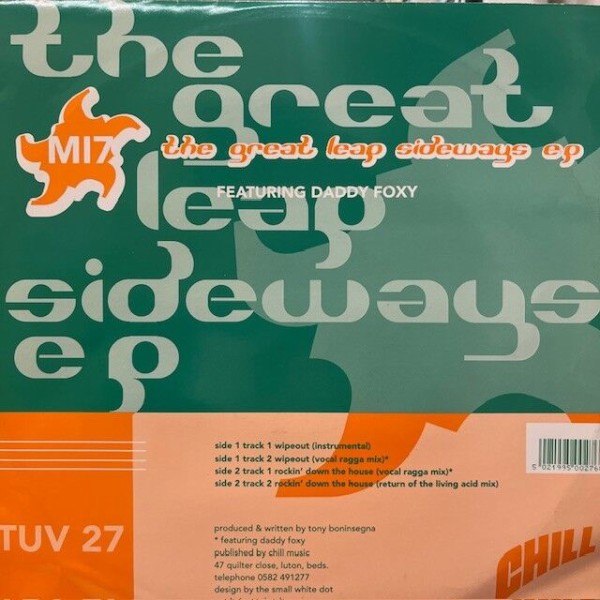 the
great
leap
sideways
ep
MI7
the great leap sideways ep
FEATURING DADDY FOXY
side 1 track 1 wipeout (instrumental)
side 1 track 2 wipeout (vocal ragga mix)*
side 2 track 1 rockin' down the house (vocal ragga mix)*
side 2 track 2 rockin' down the house (return of the living acid mix)
5 021995 00276
TUV 27
produced & written by tony boninsegna
* featuring daddy foxy
published by chill music
47 quilter close, luton, beds.
telephone 0582 491277
design by the small white dot
CHILL